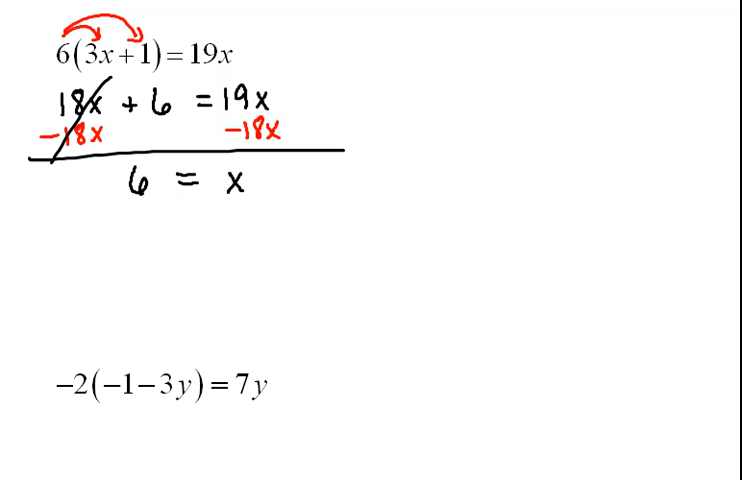 6(3x+1)=19x
18x + 6 = 19x
-18x -18x
6 = x
-2(-1-3y)=7y